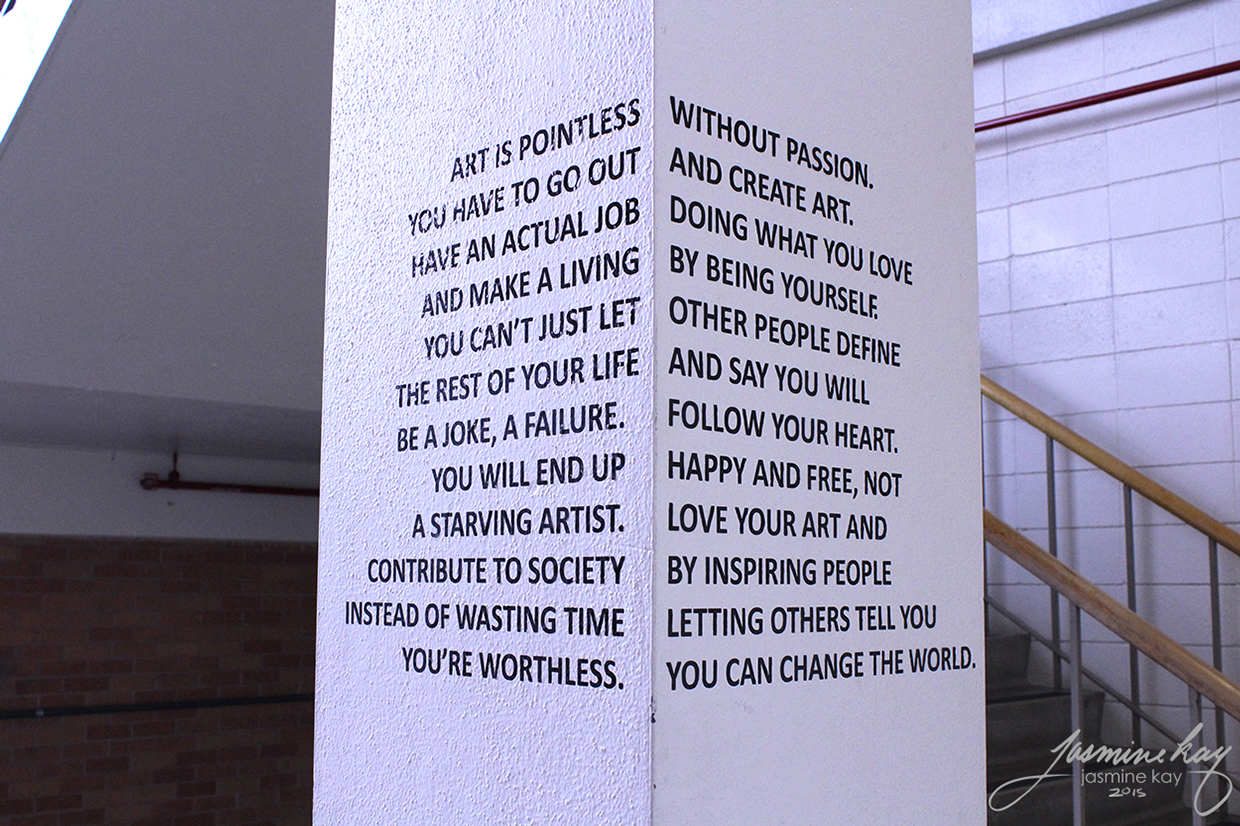 ART IS POINTLESS WITHOUT PASSION.
YOU HAVE TO GO OUT AND CREATE ART.
HAVE AN ACTUAL JOB DOING WHAT YOU LOVE
AND MAKE A LIVING BY BEING YOURSELF.
YOU CAN'T JUST LET OTHER PEOPLE DEFINE
THE REST OF YOUR LIFE AND SAY YOU WILL
BE A JOKE, A FAILURE. FOLLOW YOUR HEART.
YOU WILL END UP HAPPY AND FREE, NOT
A STARVING ARTIST. LOVE YOUR ART AND
CONTRIBUTE TO SOCIETY BY INSPIRING PEOPLE
INSTEAD OF WASTING TIME LETTING OTHERS TELL YOU
YOU'RE WORTHLESS. YOU CAN CHANGE THE WORLD.
Jasmine Kay
jasmine kay
2015